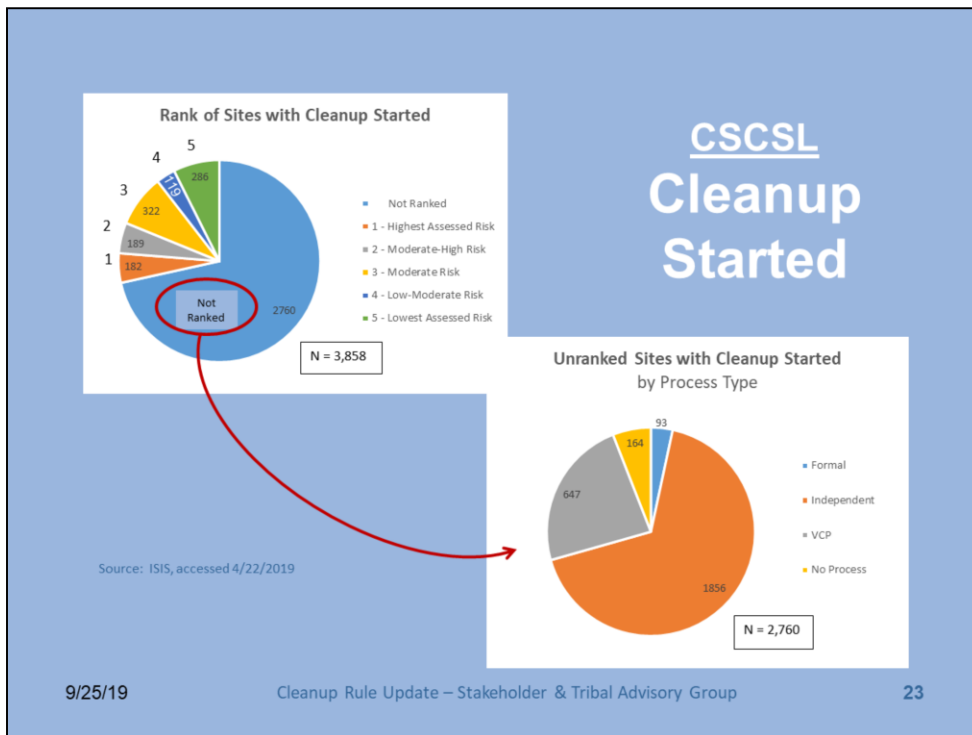 Rank of Sites with Cleanup Started
5
4
3
2
1
286
119
322
189
182
2760
Not
Ranked
Not Ranked
1 - Highest Assessed Risk
2 - Moderate-High Risk
3 - Moderate Risk
4 - Low-Moderate Risk
5 - Lowest Assessed Risk
N = 3,858
CSCSL
Cleanup
Started
Unranked Sites with Cleanup Started
by Process Type
93
164
647
1856
Formal
Independent
VCP
No Process
N = 2,760
Source: ISIS, accessed 4/22/2019
9/25/19
Cleanup Rule Update – Stakeholder & Tribal Advisory Group
23